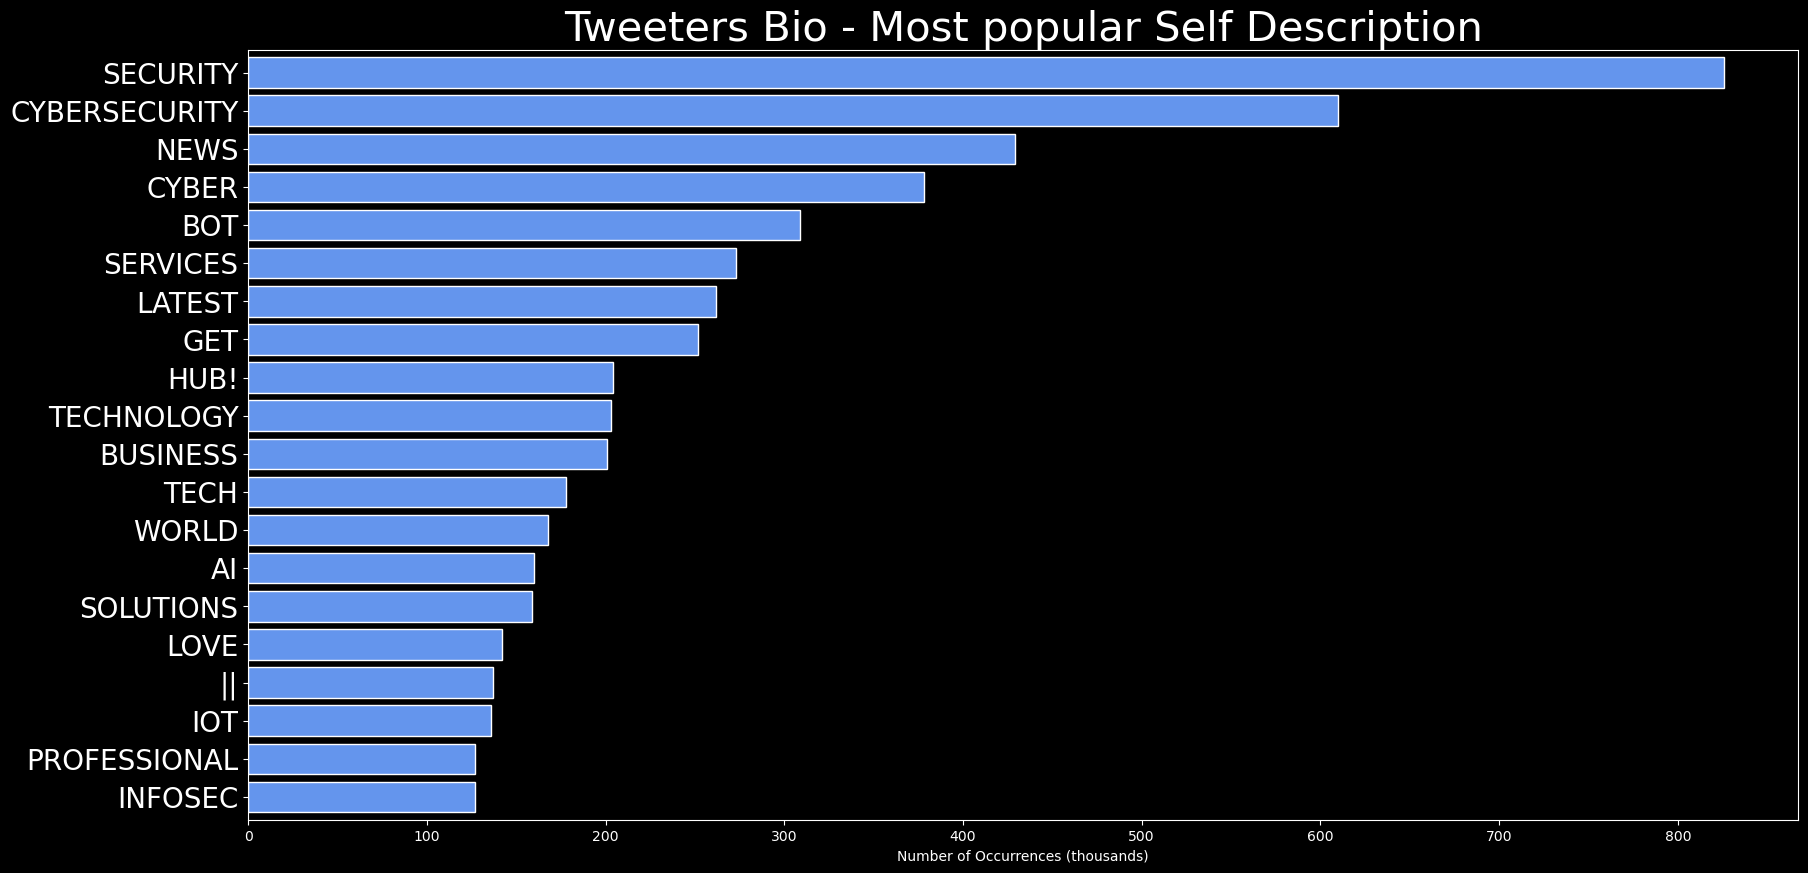 Tweeters Bio - Most popular Self Description
SECURITY
CYBERSECURITY
NEWS
CYBER
BOT
SERVICES
LATEST
GET
HUB!
TECHNOLOGY
BUSINESS
TECH
WORLD
AI
SOLUTIONS
LOVE
||
IOT
PROFESSIONAL
INFOSEC
0 100 200 300 400 500 600 700 800
Number of Occurrences (thousands)